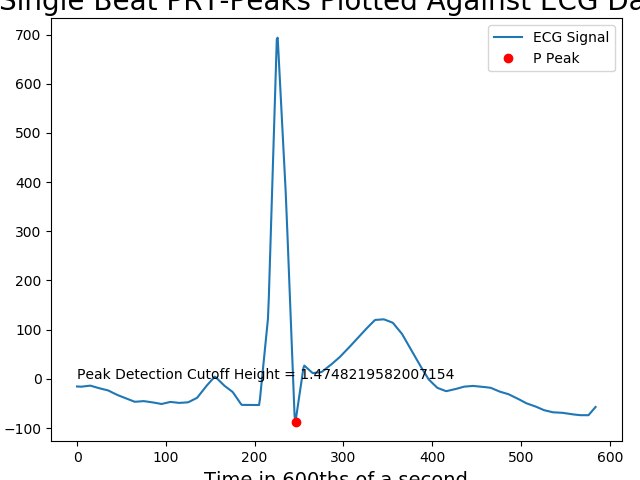 Single Beat PRT-Peaks Plotted Against ECG Da
700
600
500
400
300
200
100
0
−100
ECG Signal
P Peak
Peak Detection Cutoff Height = 1.4748219582007154
0 100 200 300 400 500 600
Time in 600ths of a second